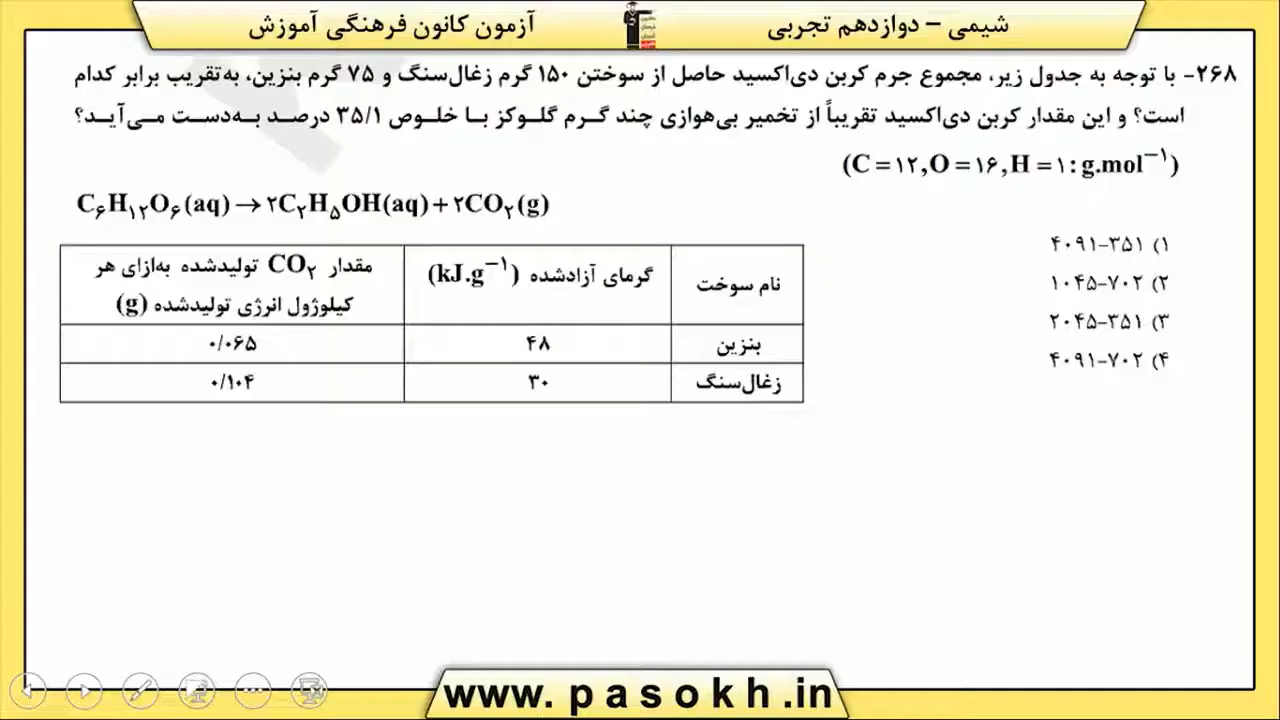 شیمی – دوازدهم تجربی
آزمون کانون فرهنگی آموزش
۲۶۸- با توجه به جدول زیر، مجموع جرم کربن دی‌اکسید حاصل از سوختن ۱۵۰ گرم زغال‌سنگ و ۷۵ گرم بنزین، به‌تقریب برابر کدام
است؟ و این مقدار کربن دی‌اکسید تقریباً از تخمیر بی‌هوازی چند گرم گلوکز با خلوص ۳۵/۱ درصد به‌دست می‌آید؟
(C = ۱۲, O = ۱۶, H = ۱ : g.mol⁻¹)
C₆H₁₂O₆(aq) → ۲C₂H₅OH(aq) + ۲CO₂(g)
۱) ۳۵۱-۴۰۹۱
۲) ۷۰۲-۱۰۴۵
۳) ۳۵۱-۲۰۴۵
۴) ۷۰۲-۴۰۹۱
نام سوخت
گرمای آزادشده (kJ.g⁻¹)
مقدار CO₂ تولیدشده به‌ازای هر
کیلوژول انرژی تولیدشده (g)
بنزین ۴۸ ۰/۰۶۵
زغال‌سنگ ۳۰ ۰/۱۰۴
www. p a s o k h .in